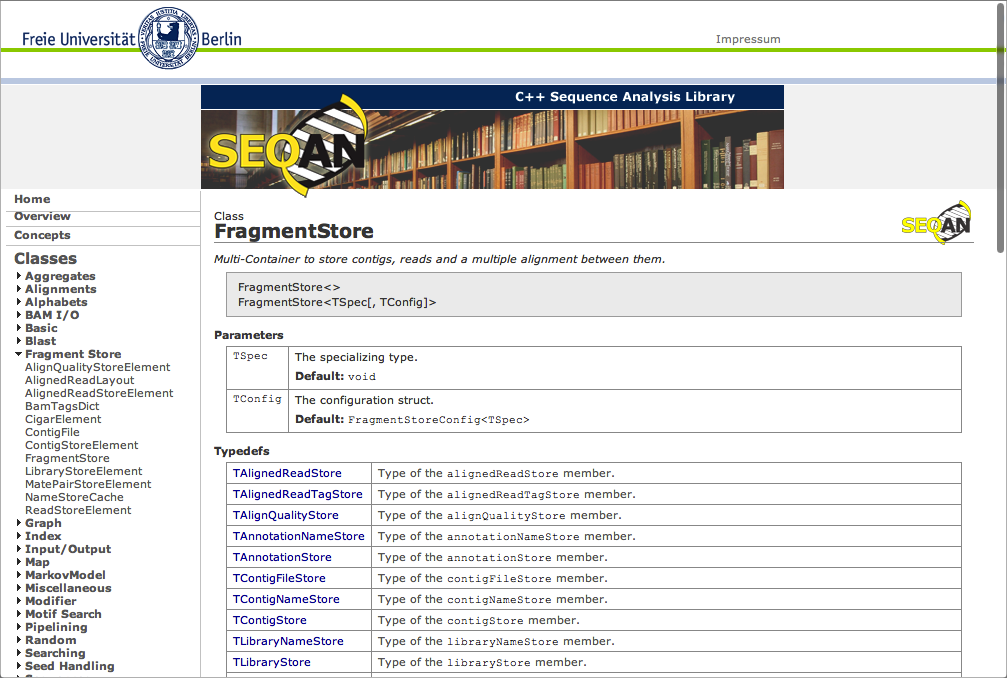 Freie Universität Berlin
Impressum
C++ Sequence Analysis Library
SEQAN
Home
Overview
Concepts
Classes
Aggregates
Alignments
Alphabets
BAM I/O
Basic
Blast
Fragment Store
AlignQualityStoreElement
AlignedReadLayout
AlignedReadStoreElement
BamTagsDict
CigarElement
ContigFile
ContigStoreElement
FragmentStore
LibraryStoreElement
MatePairStoreElement
NameStoreCache
ReadStoreElement
Graph
Index
Input/Output
Map
MarkovModel
Miscellaneous
Modifier
Motif Search
Pipelining
Random
Searching
Seed Handling
Class
FragmentStore
SEQAN
Multi-Container to store contigs, reads and a multiple alignment between them.
FragmentStore<>
FragmentStore<TSpec[, TConfig]>
Parameters
TSpec The specializing type.
Default: void
TConfig The configuration struct.
Default: FragmentStoreConfig<TSpec>
Typedefs
TAlignedReadStore Type of the alignedReadStore member.
TAlignedReadTagStore Type of the alignedReadTagStore member.
TAlignQualityStore Type of the alignQualityStore member.
TAnnotationNameStore Type of the annotationNameStore member.
TAnnotationStore Type of the annotationStore member.
TContigFileStore Type of the contigFileStore member.
TContigNameStore Type of the contigNameStore member.
TContigStore Type of the contigStore member.
TLibraryNameStore Type of the libraryNameStore member.
TLibraryStore Type of the libraryStore member.